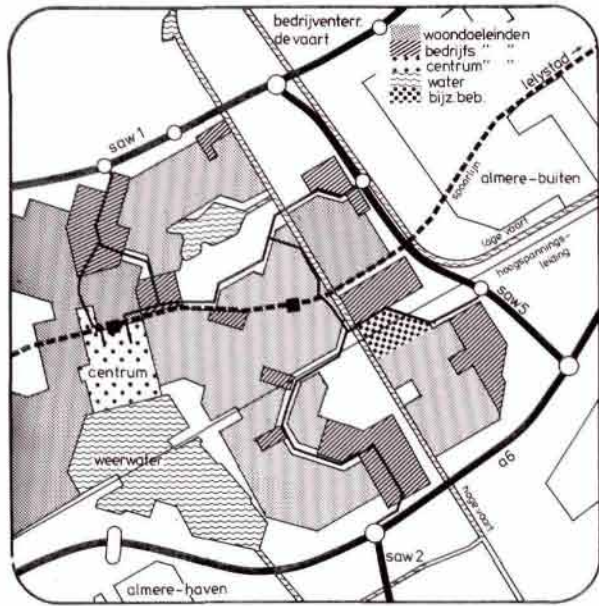 bedrijventerr.
de vaart
woondoeleinden
bedrijfs " "
centrum " "
water
bijz. beb.
lelystad
saw 1
spoorlijn
almere-buiten
lage vaart
hoogspannings-
leiding
saw5
centrum
weerwater
a6
hoge vaart
saw 2
almere-haven